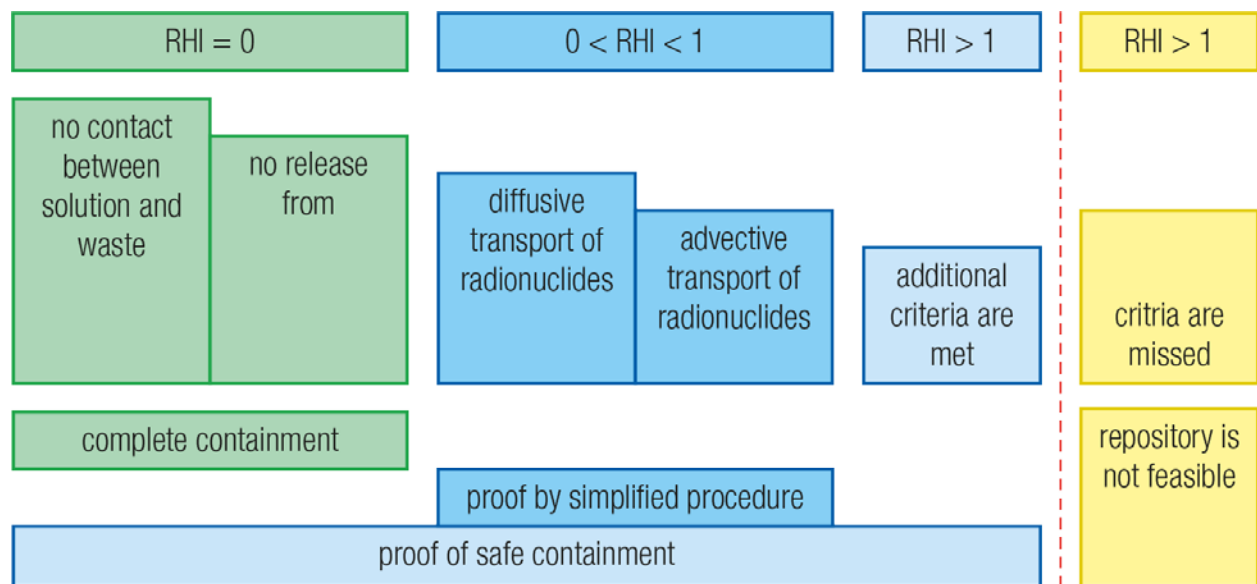 RHI = 0
0 < RHI < 1
RHI > 1
RHI > 1
no contact
between
solution and
waste
no release
from
diffusive
transport of
radionuclides
advective
transport of
radionuclides
additional
criteria are
met
critria are
missed
complete containment
proof by simplified procedure
proof of safe containment
repository is
not feasible